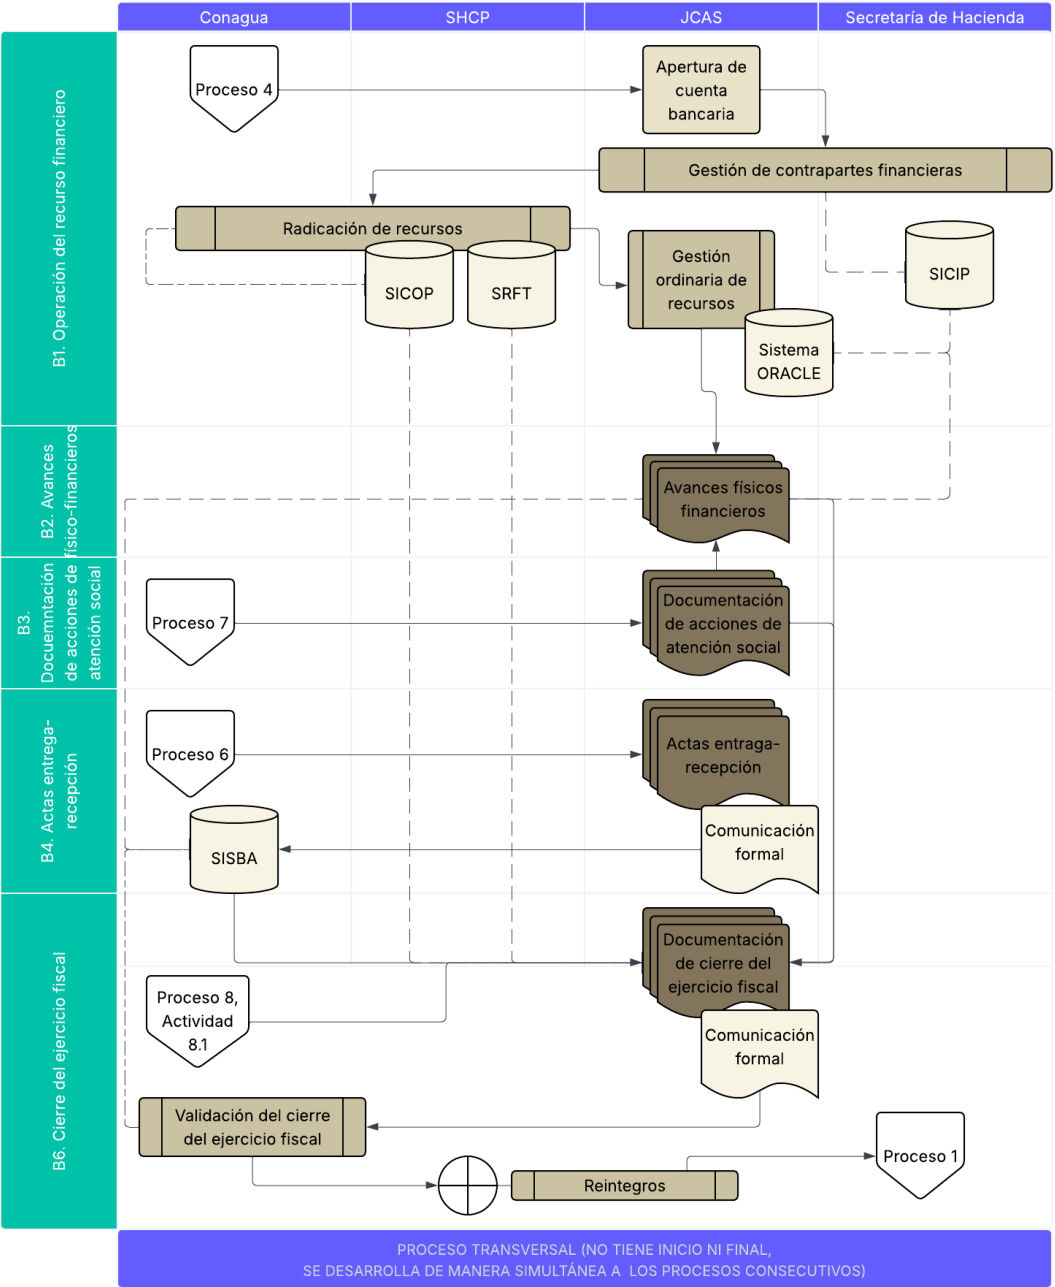 Conagua
SHCP
JCAS
Secretaría de Hacienda
B1. Operación del recurso financiero
Proceso 4
Apertura de
cuenta
bancaria
Gestión de contrapartes financieras
Radicación de recursos
SICOP
SRFT
Gestión
ordinaria de
recursos
SICIP
Sistema
ORACLE
B2. Avances
físico-financieros
Avances físicos
financieros
B3.
Docuemntación
de acciones de
atención social
Proceso 7
Documentación
de acciones de
atención social
B4. Actas entrega-
recepción
Proceso 6
Actas entraga-
recepción
Comunicación
formal
SISBA
B6. Cierre del ejercicio fiscal
Documentación
de cierre del
ejercicio fiscal
Proceso 8,
Actividad
8.1
Comunicación
formal
Validación del cierre
del ejercicio fiscal
Reintegros
Proceso 1
PROCESO TRANSVERSAL (NO TIENE INICIO NI FINAL,
SE DESARROLLA DE MANERA SIMULTÁNEA A LOS PROCESOS CONSECUTIVOS)